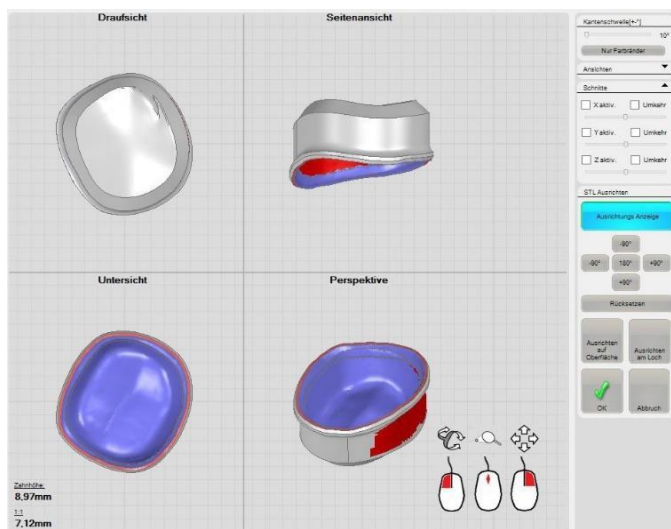 Draufsicht
Seitenansicht
Untersicht
Perspektive
Zahnhöhe:
8,97mm
1:1
7,12mm
Kantenschwelle[+-°]
10°
Nur Farbränder
Ansichten
Schnitte
X aktiv. Umkehr
Y aktiv. Umkehr
Z aktiv. Umkehr
STL Ausrichten
Ausrichtungs Anzeige
-90°
-90° 180° +90°
+90°
Rücksetzen
Ausrichten
auf
Oberfläche
Ausrichten
am Loch
OK
Abbruch